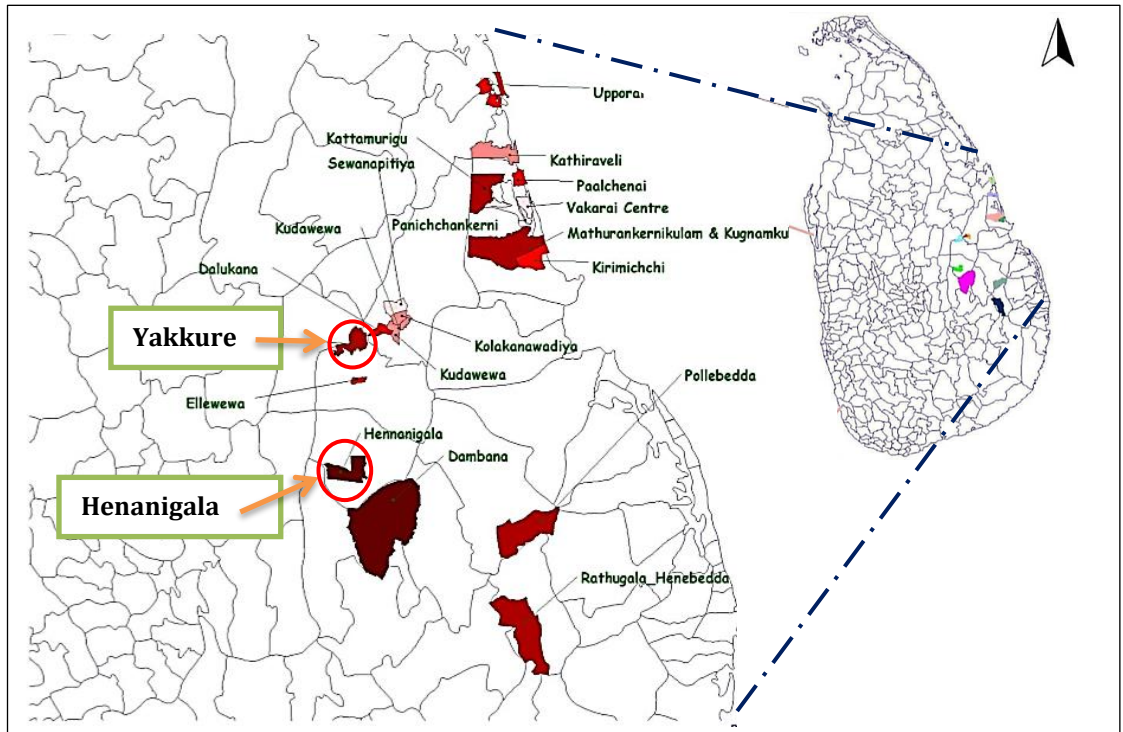 Upporai
Kattamurigu
Sewanapitiya
Kathiraveli
Paalchenai
Kudawewa
Panichchankerni
Vakarai Centre
Mathurankernikulam & Kugnamku
Dalukana
Kirimichchi
Yakkure
Kolakanawadiya
Kudawewa
Pollebedda
Ellewewa
Hennanigala
Dambana
Henanigala
Rathugala_Henebedda